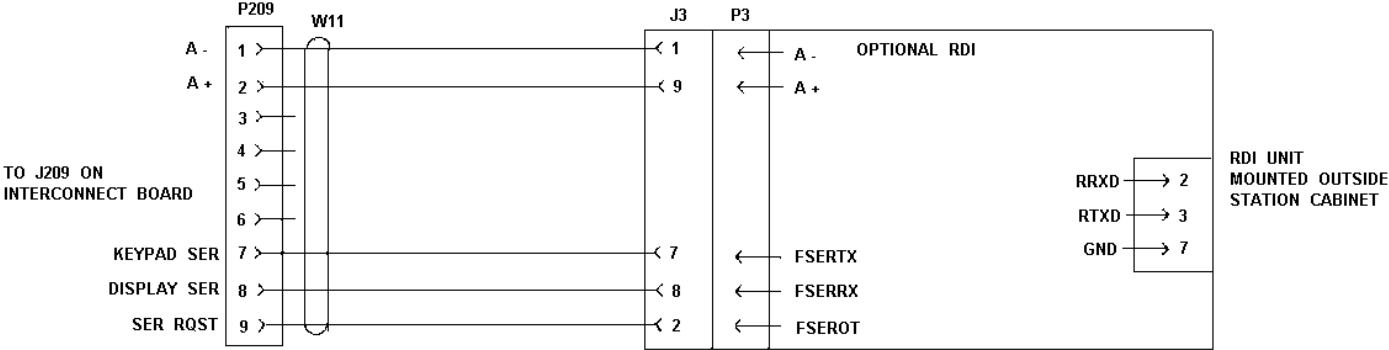 P209
W11
J3 P3
A - 1 1 A - OPTIONAL RDI
A + 2 9 A +
3
4
TO J209 ON
INTERCONNECT BOARD
5
6
RDI UNIT
MOUNTED OUTSIDE
STATION CABINET
RRXD 2
RTXD 3
GND 7
KEYPAD SER 7 7 FSERTX
DISPLAY SER 8 8 FSERRX
SER RQST 9 2 FSEROT